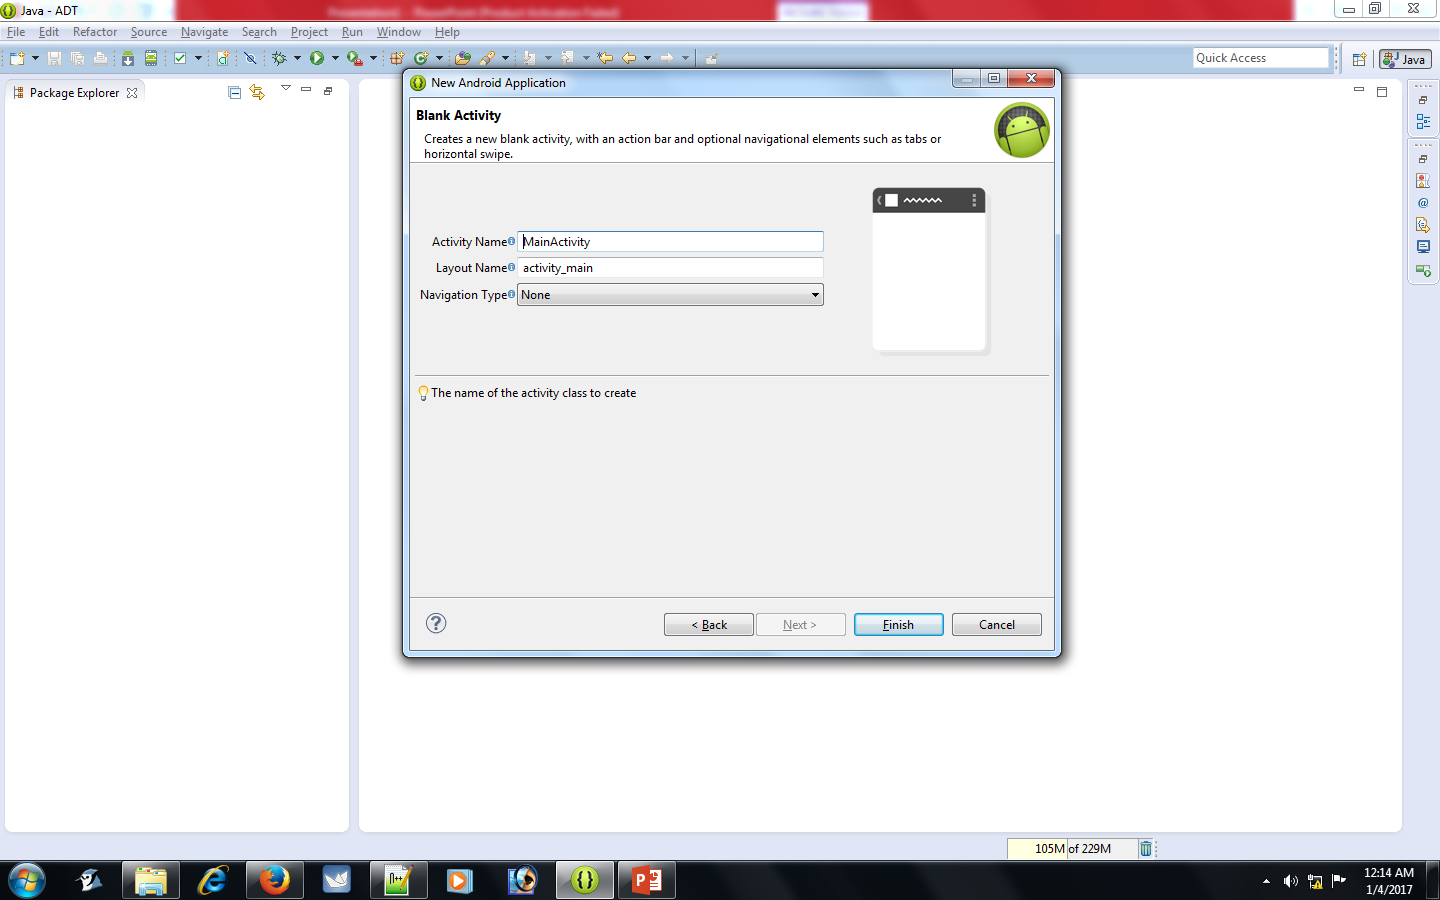 Java - ADT
File Edit Refactor Source Navigate Search Project Run Window Help
Quick Access
Java
Package Explorer
New Android Application
Blank Activity
Creates a new blank activity, with an action bar and optional navigational elements such as tabs or
horizontal swipe.
Activity Name MainActivity
Layout Name activity_main
Navigation Type None
The name of the activity class to create
< Back Next > Finish Cancel
105M of 229M
12:14 AM
1/4/2017